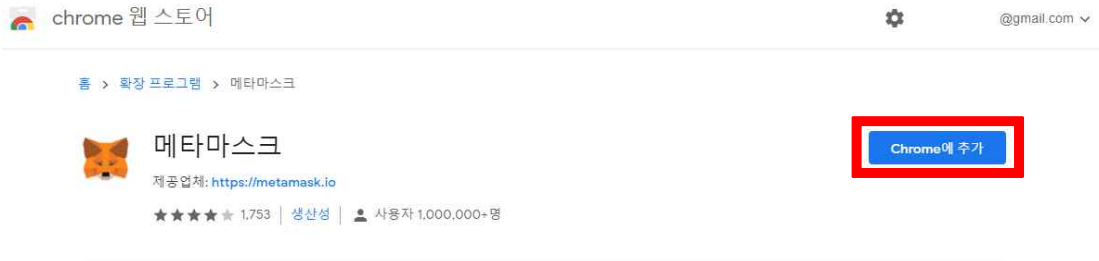 chrome 웹 스토어
@gmail.com
홈 > 확장 프로그램 > 메타마스크
메타마스크
Chrome에 추가
제공업체: https://metamask.io
1,753 | 생산성 | 사용자 1,000,000+명